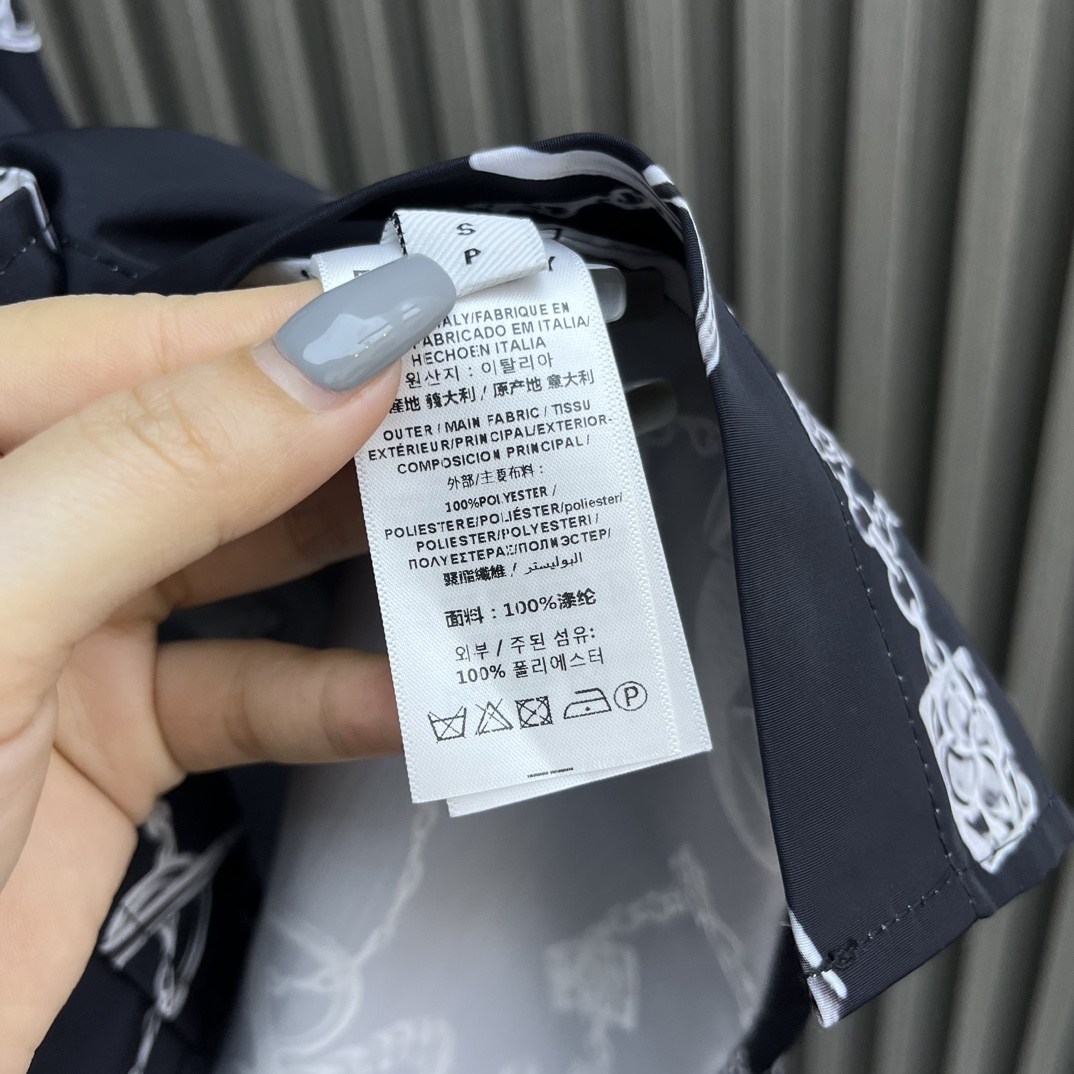 S
P
ALY/FABRIQUE EN
FABRICADO EM ITALIA/
HECHOEN ITALIA
원산지 : 이탈리아
產地 義大利 / 原产地 意大利
OUTER / MAIN FABRIC / TISSU
EXTÉRIEUR/PRINCIPAL/EXTERIOR-
COMPOSICION PRINCIPAL /
外部/主要布料 :
100%POLYESTER /
POLIESTERE/POLIÉSTER/poliester/
POLIESTER/POLYESTERI /
ΠΟΛΥΕΣΤΕΡΑΣ/ПОЛИЭСТЕР/
聚脂纖維 / البوليستر
面料 : 100%涤纶
외부 / 주된 섬유:
100% 폴리에스터
P